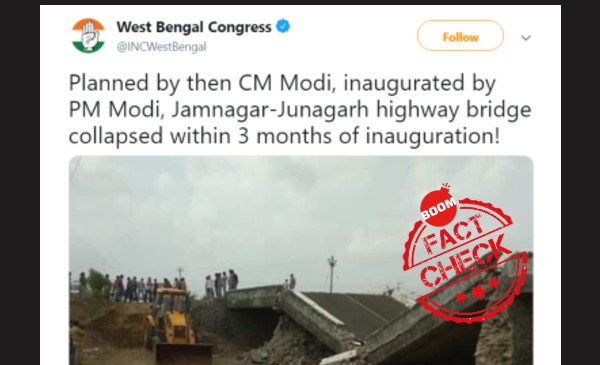 West Bengal Congress
@INCWestBengal
Follow
Planned by then CM Modi, inaugurated by
PM Modi, Jamnagar-Junagarh highway bridge
collapsed within 3 months of inauguration!
BOOM
FACT
CHECK